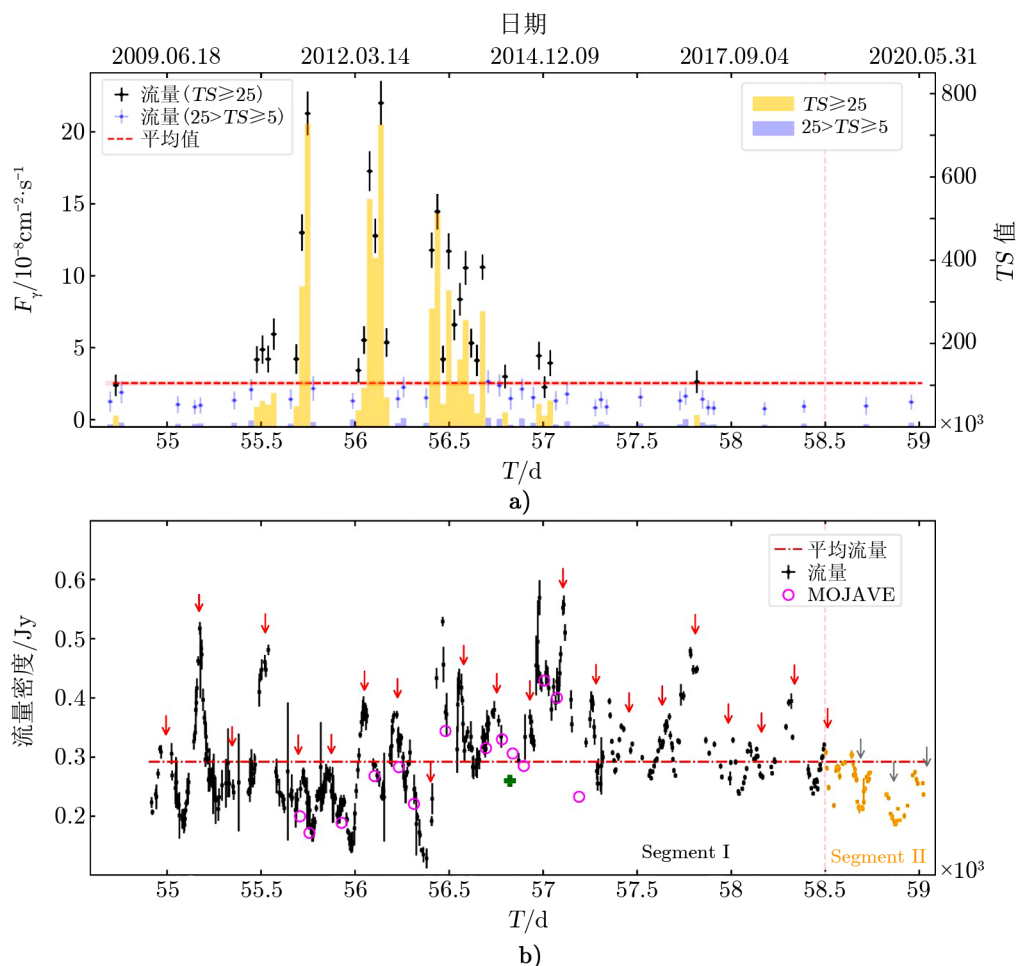 日期
2009.06.18 2012.03.14 2014.12.09 2017.09.04 2020.05.31
流量(TS≥25)
流量(25>TS≥5)
平均值
TS≥25
25>TS≥5
F_γ/10⁻⁸cm⁻²·s⁻¹
20
15
10
5
0
800
600
400
200
TS 值
×10³
55 55.5 56 56.5 57 57.5 58 58.5 59
T/d
a)
平均流量
流量
MOJAVE
流量密度/Jy
0.6
0.5
0.4
0.3
0.2
Segment I
Segment II
×10³
55 55.5 56 56.5 57 57.5 58 58.5 59
T/d
b)